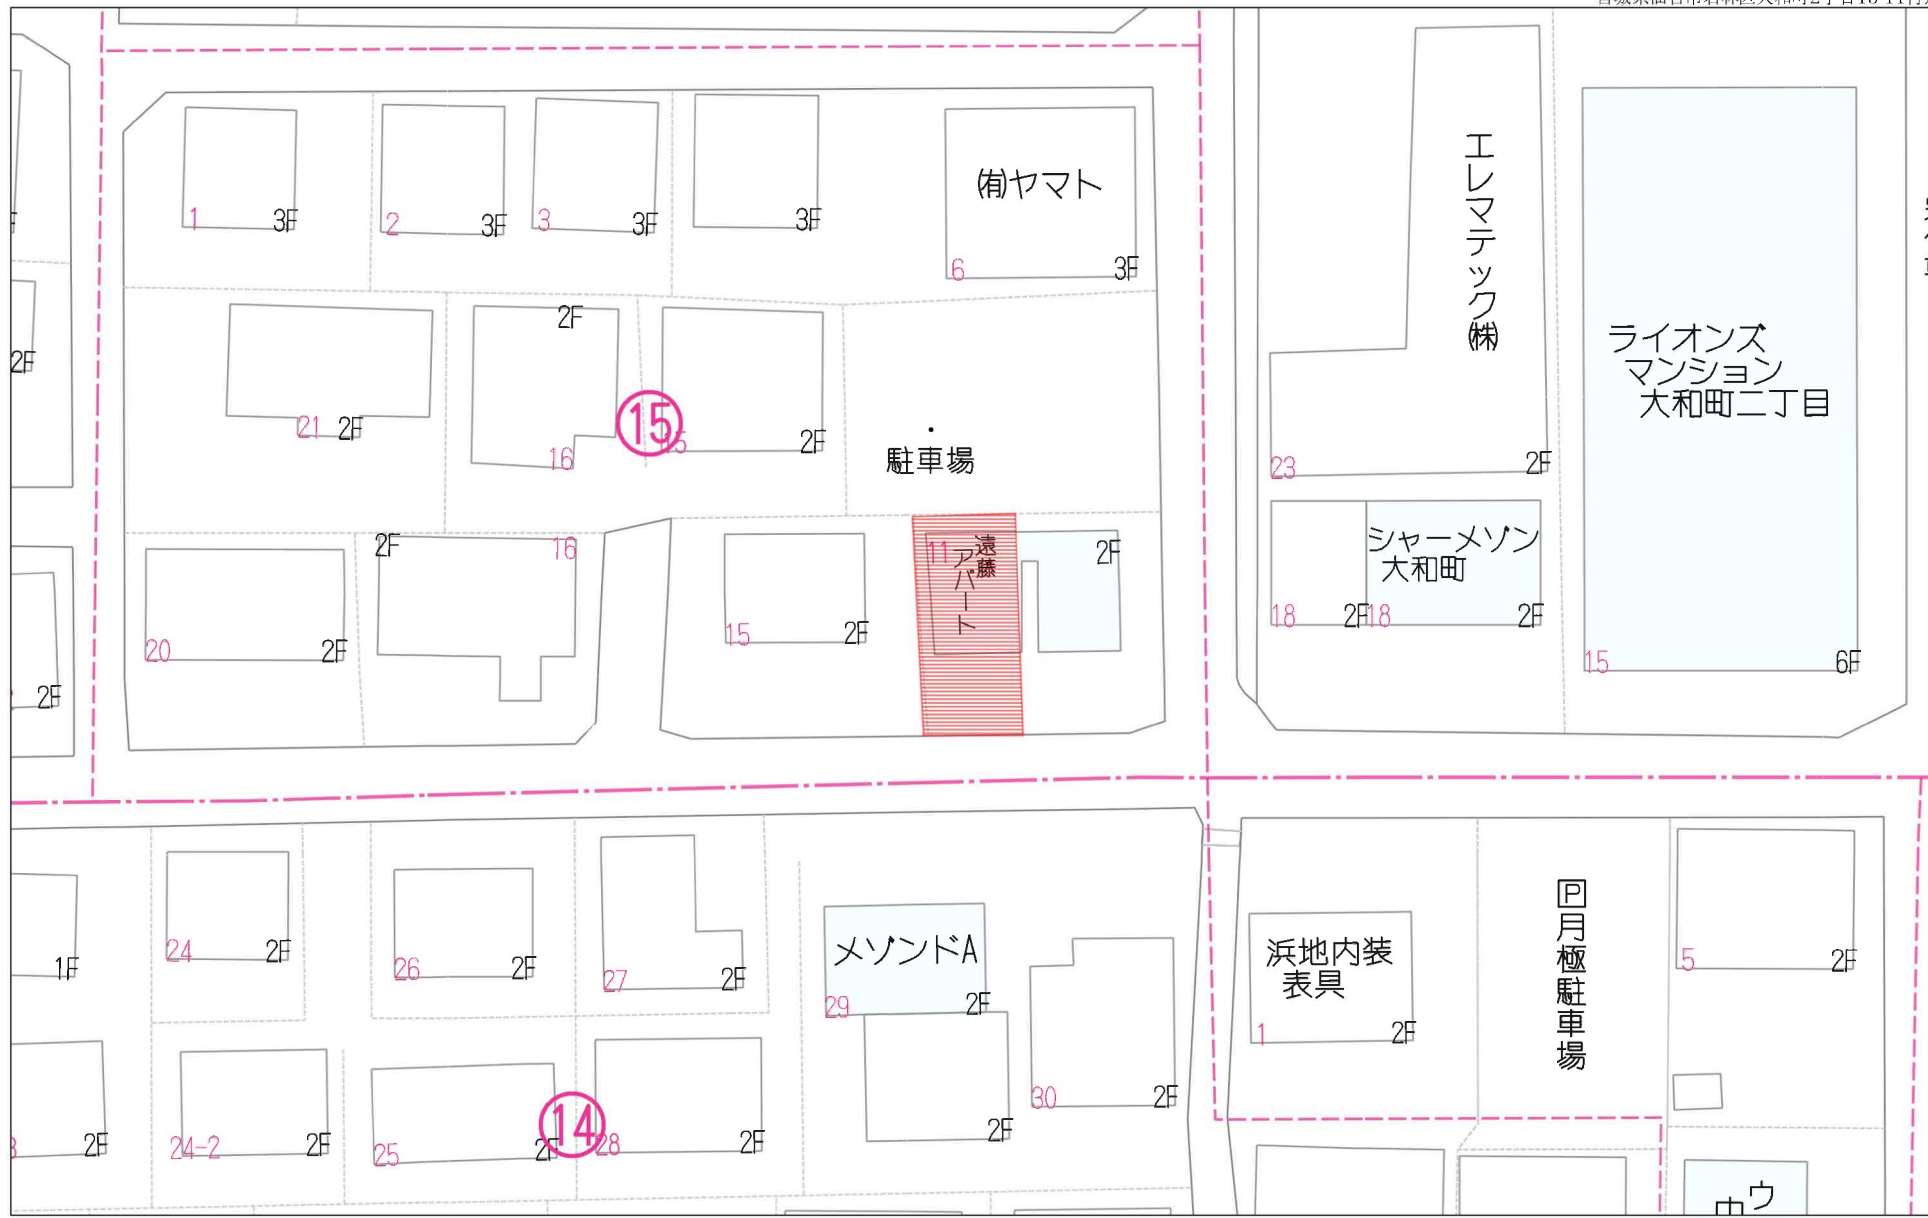 1
3F
2
3F
3
3F
3F
㈲ヤマト
6
3F
エレマテック㈱
23
2F
ライオンズ
マンション
大和町二丁目
15
6F
2F
21
2F
2F
16
⑮
2F
駐車場
20
2F
2F
16
15
2F
11
遠藤
アパート
2F
18
2F
シャーメゾン
大和町
18
2F
2F
1F
24
2F
26
2F
27
2F
メゾンドA
29
2F
浜地内装
表具
1
2F
🄿月極駐車場
5
2F
2F
24-2
2F
25
2F
⑭
28
2F
2F
30
2F